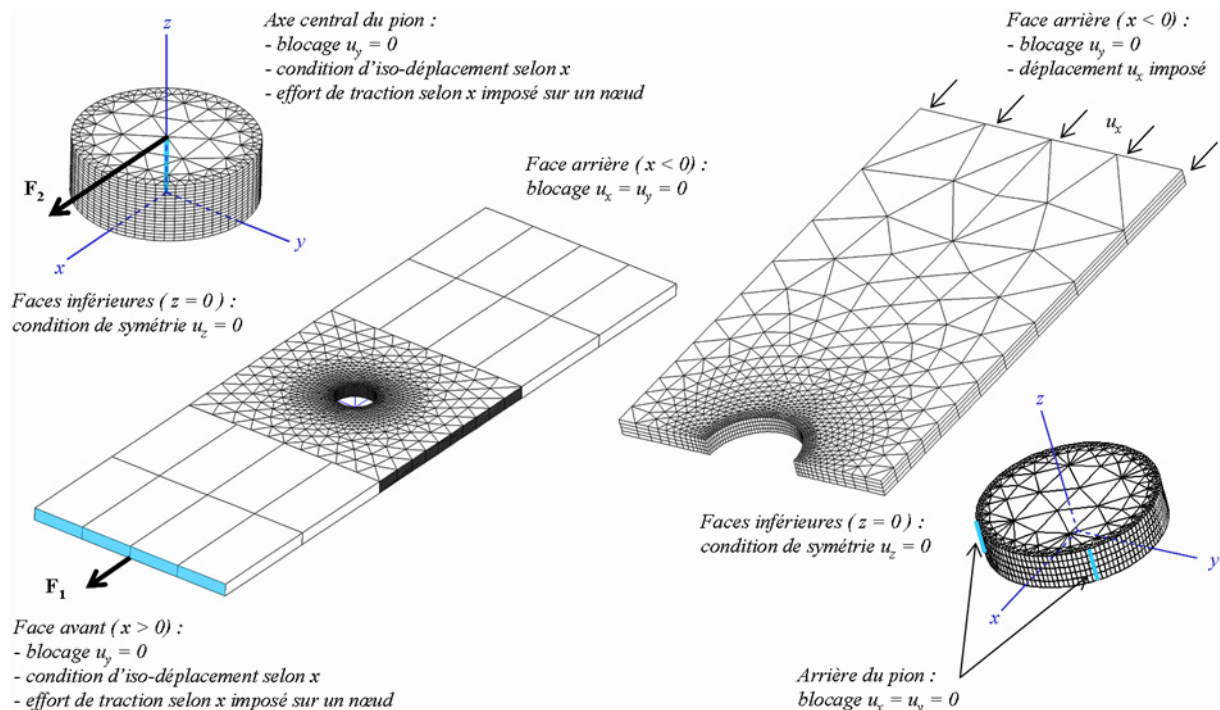 Axe central du pion :
- blocage u_y = 0
- condition d'iso-déplacement selon x
- effort de traction selon x imposé sur un nœud
z
F_2
x
y
Faces inférieures ( z = 0 ) :
condition de symétrie u_z = 0
Face arrière ( x < 0) :
blocage u_x = u_y = 0
F_1
Face avant ( x > 0) :
- blocage u_y = 0
- condition d'iso-déplacement selon x
- effort de traction selon x imposé sur un nœud
Face arrière ( x < 0) :
- blocage u_y = 0
- déplacement u_x imposé
u_x
Faces inférieures ( z = 0 ) :
condition de symétrie u_z = 0
z
y
x
Arrière du pion :
blocage u_x = u_y = 0